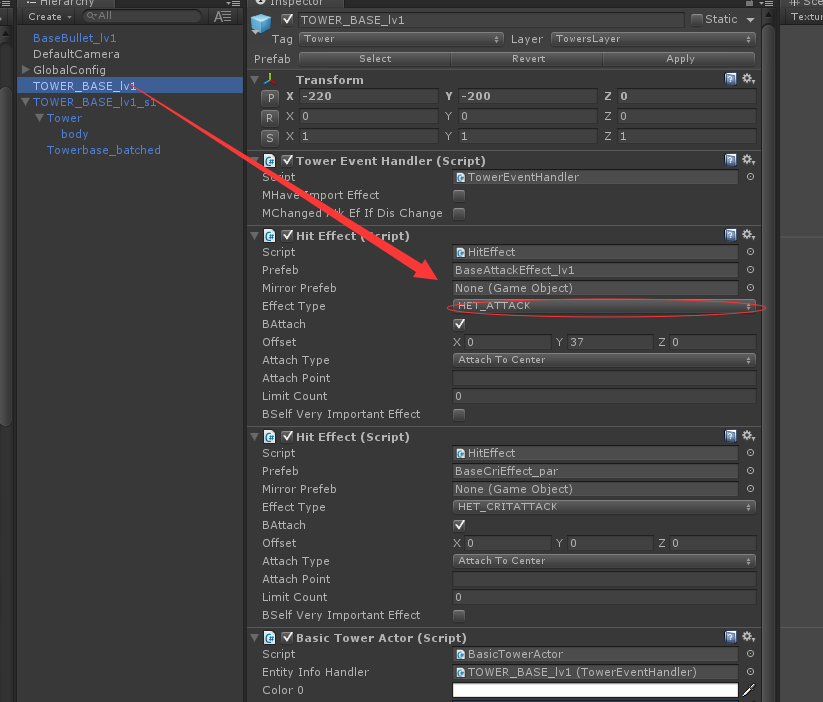 Hierarchy
Create
All
BaseBullet_lv1
DefaultCamera
GlobalConfig
TOWER_BASE_lv1
TOWER_BASE_lv1_s1
Tower
body
Towerbase_batched
Inspector
TOWER_BASE_lv1 Static
Tag Tower Layer TowersLayer
Prefab Select Revert Apply
Transform
P X -220 Y -200 Z 0
R X 0 Y 0 Z 0
S X 1 Y 1 Z 1
Tower Event Handler (Script)
Script TowerEventHandler
MHave Import Effect
MChanged Atk Ef If Dis Change
Hit Effect (Script)
Script HitEffect
Prefeb BaseAttackEffect_lv1
Mirror Prefeb None (Game Object)
Effect Type HET_ATTACK
BAttach
Offset X 0 Y 37 Z 0
Attach Type Attach To Center
Attach Point
Limit Count 0
BSelf Very Important Effect
Hit Effect (Script)
Script HitEffect
Prefeb BaseCriEffect_par
Mirror Prefeb None (Game Object)
Effect Type HET_CRITATTACK
BAttach
Offset X 0 Y 0 Z 0
Attach Type Attach To Center
Attach Point
Limit Count 0
BSelf Very Important Effect
Basic Tower Actor (Script)
Script BasicTowerActor
Entity Info Handler TOWER_BASE_lv1 (TowerEventHandler)
Color 0